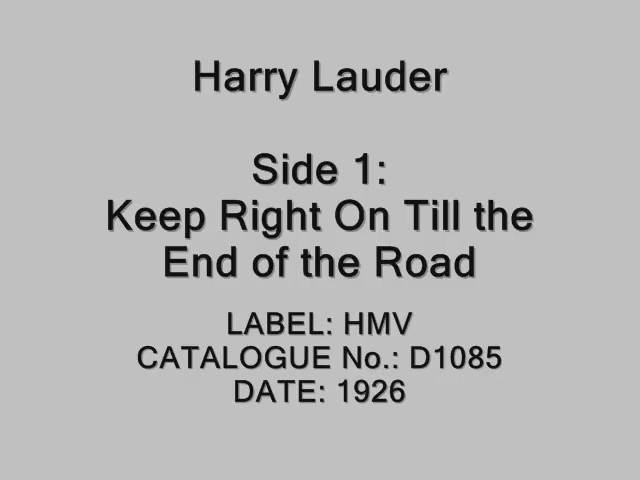 Harry Lauder
Side 1:
Keep Right On Till the
End of the Road
LABEL: HMV
CATALOGUE No.: D1085
DATE: 1926